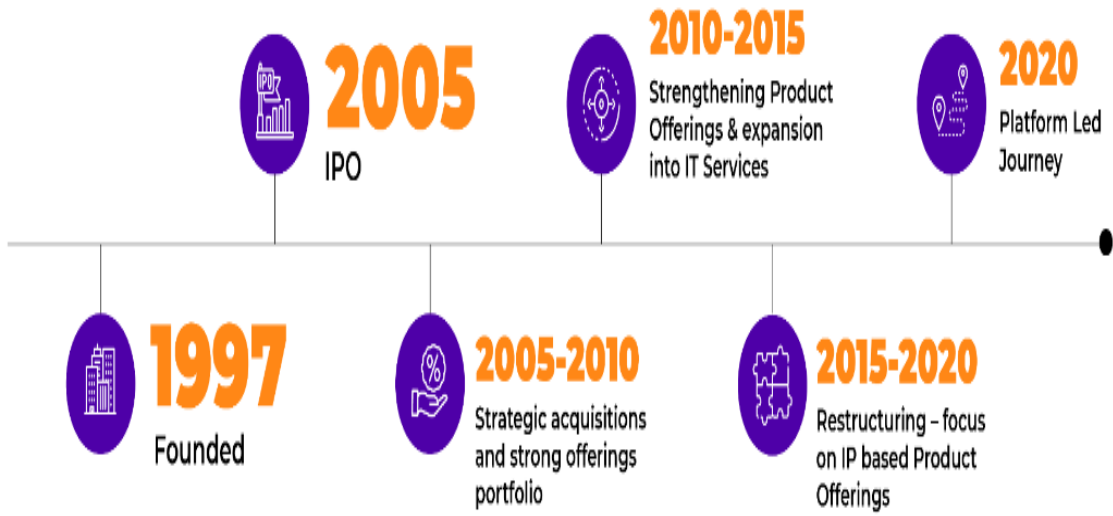 IPO
2005
IPO
2010-2015
Strengthening Product
Offerings & expansion
into IT Services
2020
Platform Led
Journey
1997
Founded
%
2005-2010
Strategic acquisitions
and strong offerings
portfolio
2015-2020
Restructuring – focus
on IP based Product
Offerings